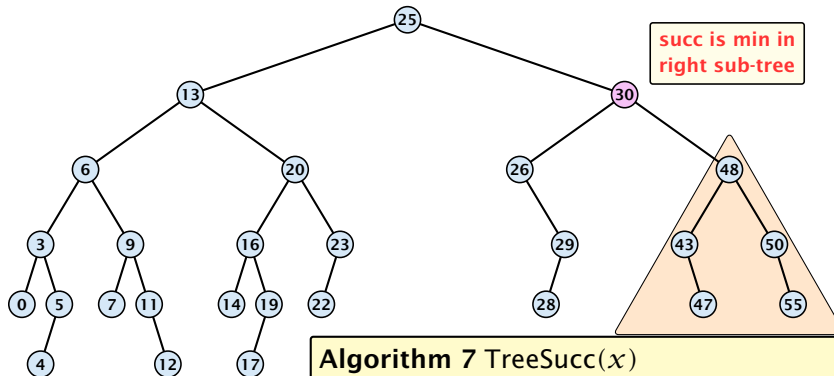 25
succ is min in
right sub-tree
13 30
6 20 26 48
3 9 16 23 29 43 50
0 5 7 11 14 19 22 28 47 55
4 12 17
Algorithm 7 TreeSucc(x)